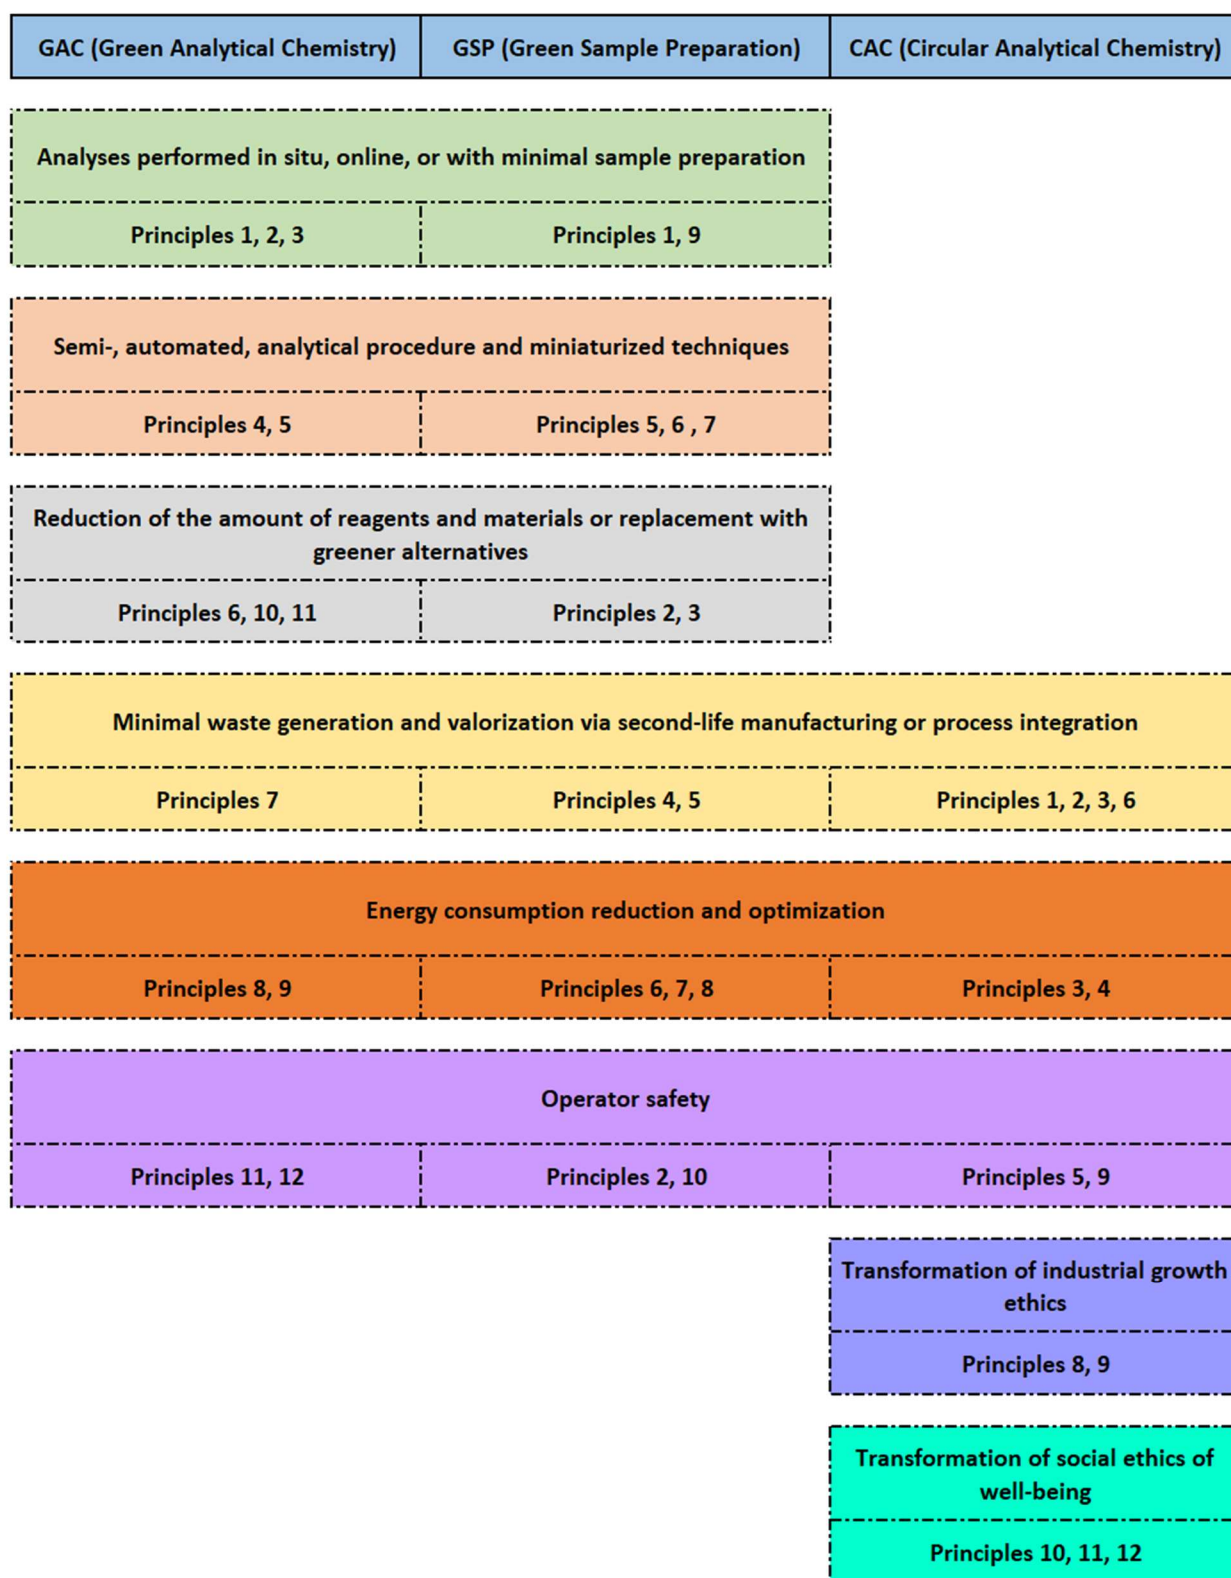 GAC (Green Analytical Chemistry) GSP (Green Sample Preparation) CAC (Circular Analytical Chemistry)
Analyses performed in situ, online, or with minimal sample preparation
Principles 1, 2, 3 Principles 1, 9
Semi-, automated, analytical procedure and miniaturized techniques
Principles 4, 5 Principles 5, 6 , 7
Reduction of the amount of reagents and materials or replacement with
greener alternatives
Principles 6, 10, 11 Principles 2, 3
Minimal waste generation and valorization via second-life manufacturing or process integration
Principles 7 Principles 4, 5 Principles 1, 2, 3, 6
Energy consumption reduction and optimization
Principles 8, 9 Principles 6, 7, 8 Principles 3, 4
Operator safety
Principles 11, 12 Principles 2, 10 Principles 5, 9
Transformation of industrial growth
ethics
Principles 8, 9
Transformation of social ethics of
well-being
Principles 10, 11, 12